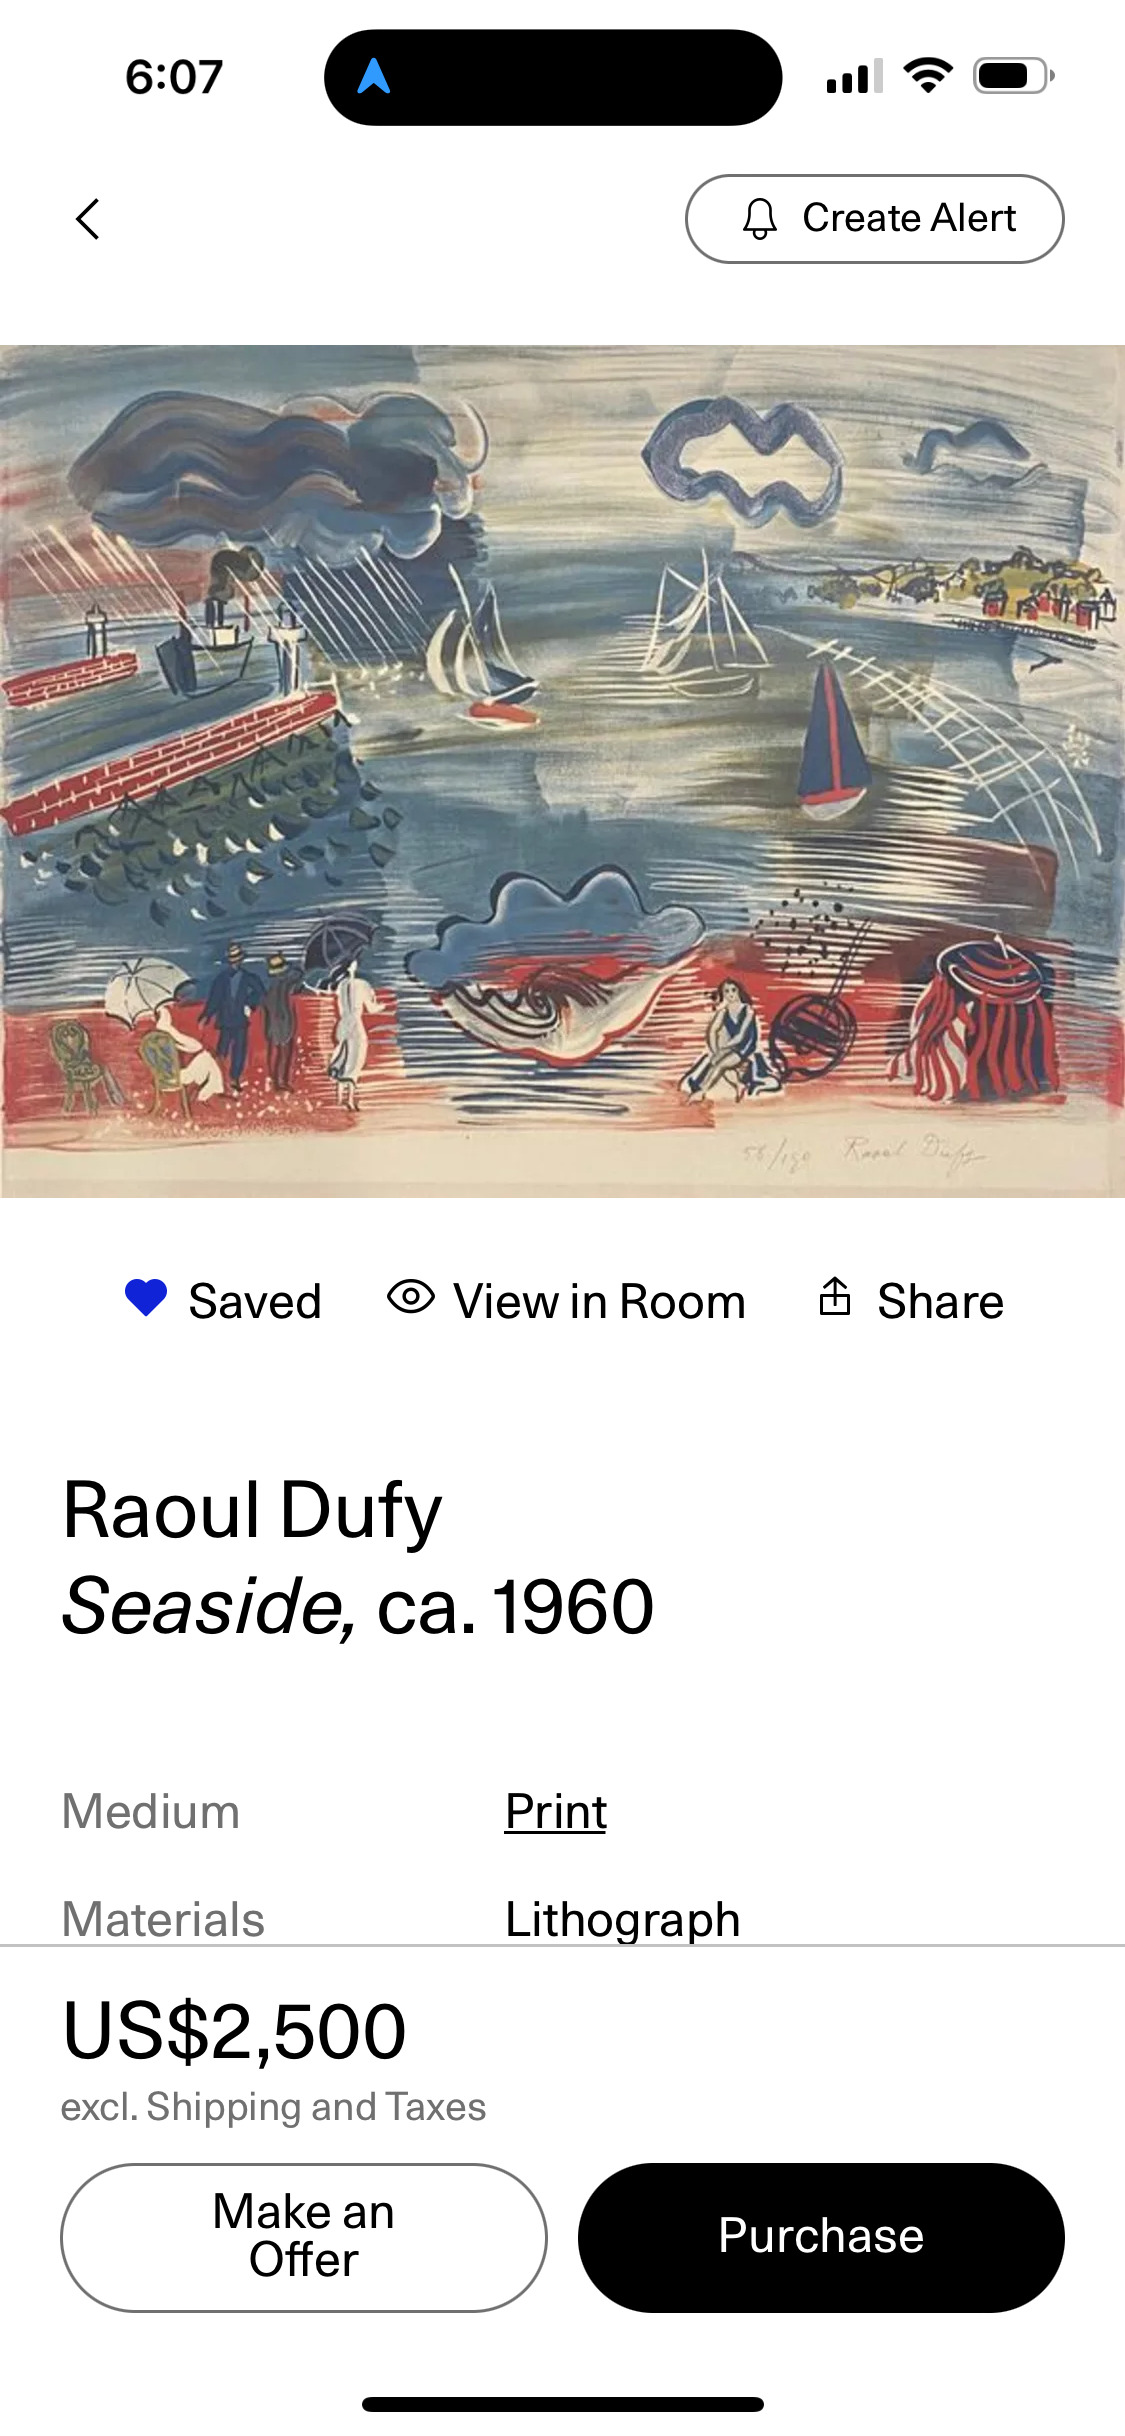 6:07
Create Alert
56/150 Raoul Dufy
Saved
View in Room
Share
Raoul Dufy
Seaside, ca. 1960
Medium
Print
Materials
Lithograph
US$2,500
excl. Shipping and Taxes
Make an
Offer
Purchase